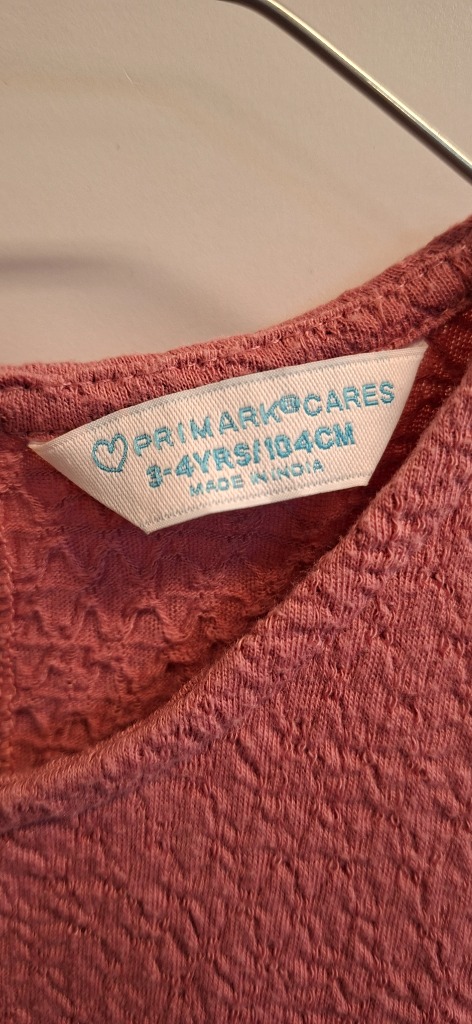 PRIMARK® CARES
3-4YRS/104CM
MADE IN INDIA